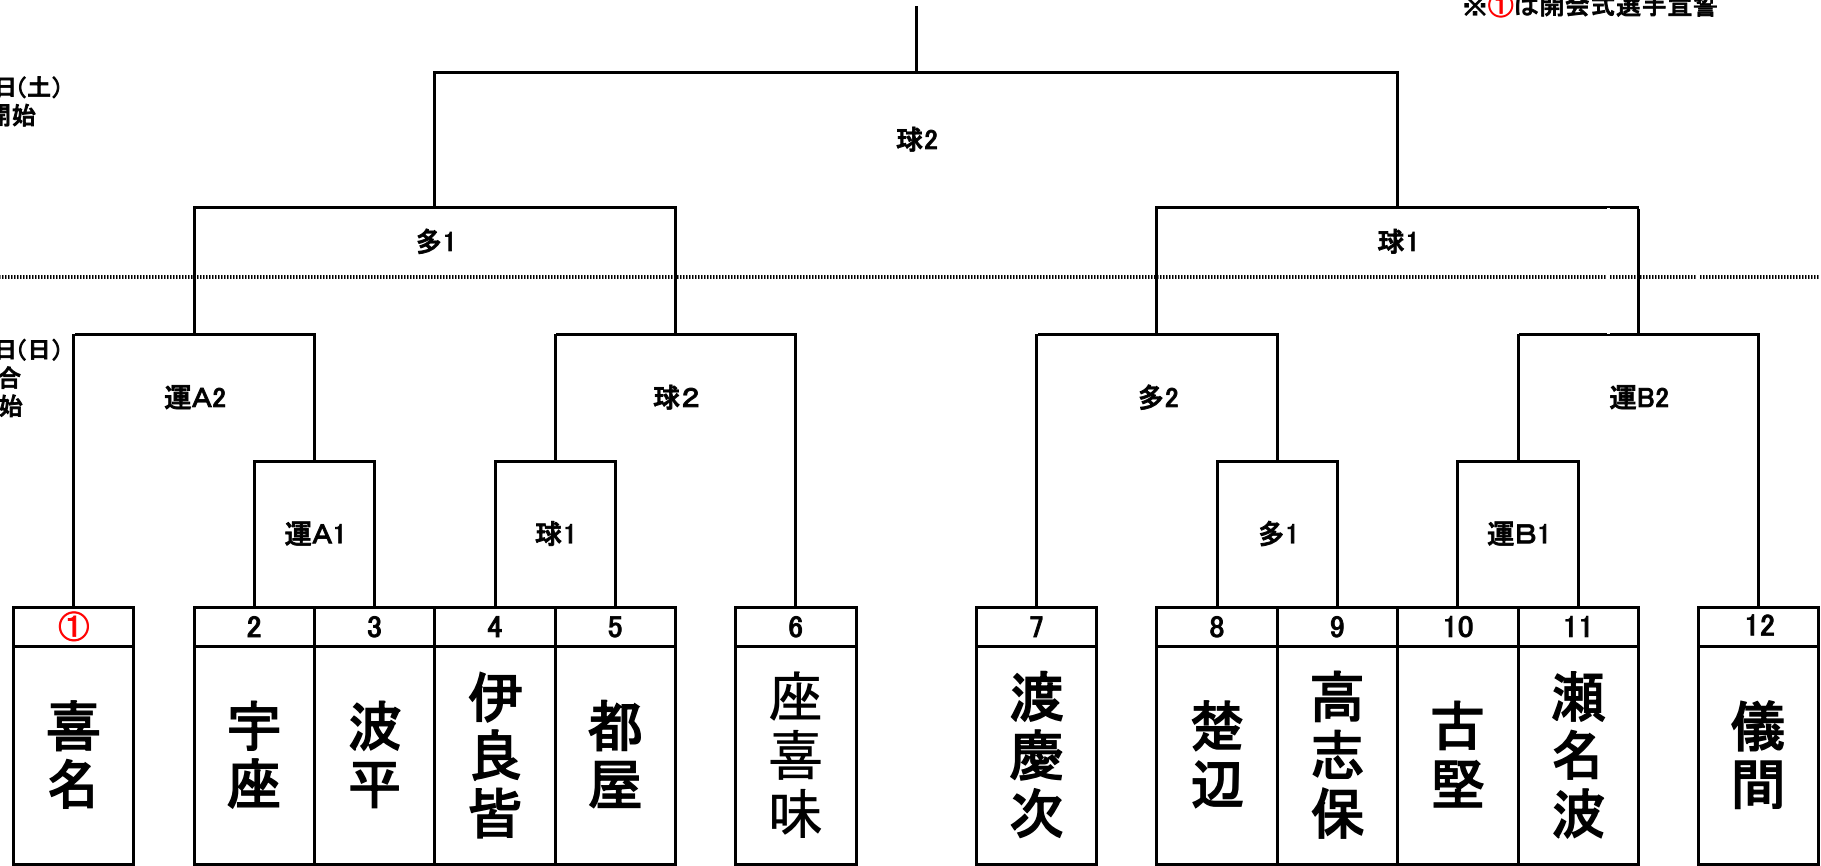 ※①は開会式選手宣誓
日(土)
開始
球2
多1
球1
日(日)
合
始
運A2
球2
多2
運B2
運A1
球1
多1
運B1
① 2 3 4 5 6 7 8 9 10 11 12
喜名
宇座
波平
伊良皆
都屋
座喜味
渡慶次
楚辺
高志保
古堅
瀬名波
儀間